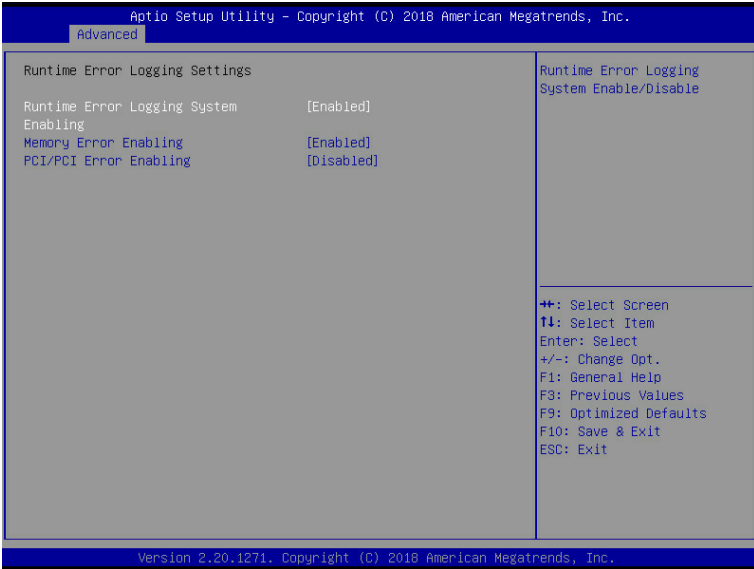 Aptio Setup Utility – Copyright (C) 2018 American Megatrends, Inc.
Advanced
Runtime Error Logging Settings
Runtime Error Logging System [Enabled]
Enabling
Memory Error Enabling [Enabled]
PCI/PCI Error Enabling [Disabled]
Runtime Error Logging
System Enable/Disable
→←: Select Screen
↑↓: Select Item
Enter: Select
+/-: Change Opt.
F1: General Help
F3: Previous Values
F9: Optimized Defaults
F10: Save & Exit
ESC: Exit
Version 2.20.1271. Copyright (C) 2018 American Megatrends, Inc.